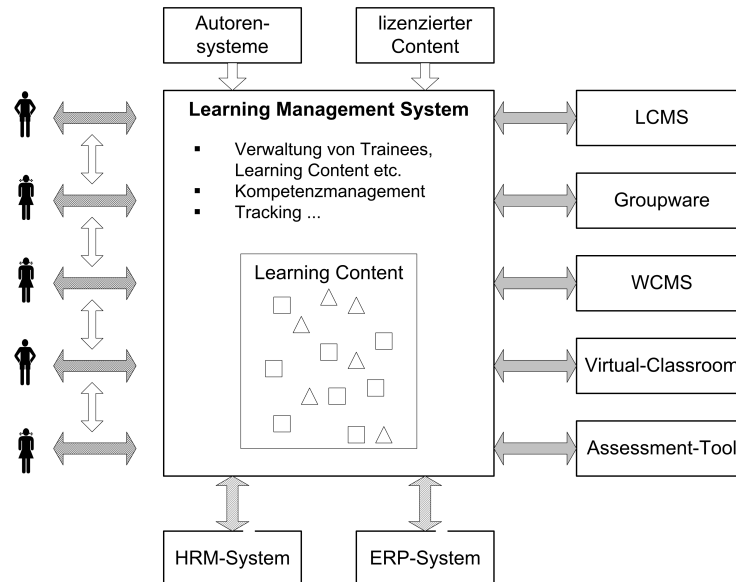 Autoren-
systeme
lizenzierter
Content
Learning Management System
▪ Verwaltung von Trainees,
Learning Content etc.
▪ Kompetenzmanagement
▪ Tracking ...
Learning Content
LCMS
Groupware
WCMS
Virtual-Classroom
Assessment-Tool
HRM-System
ERP-System